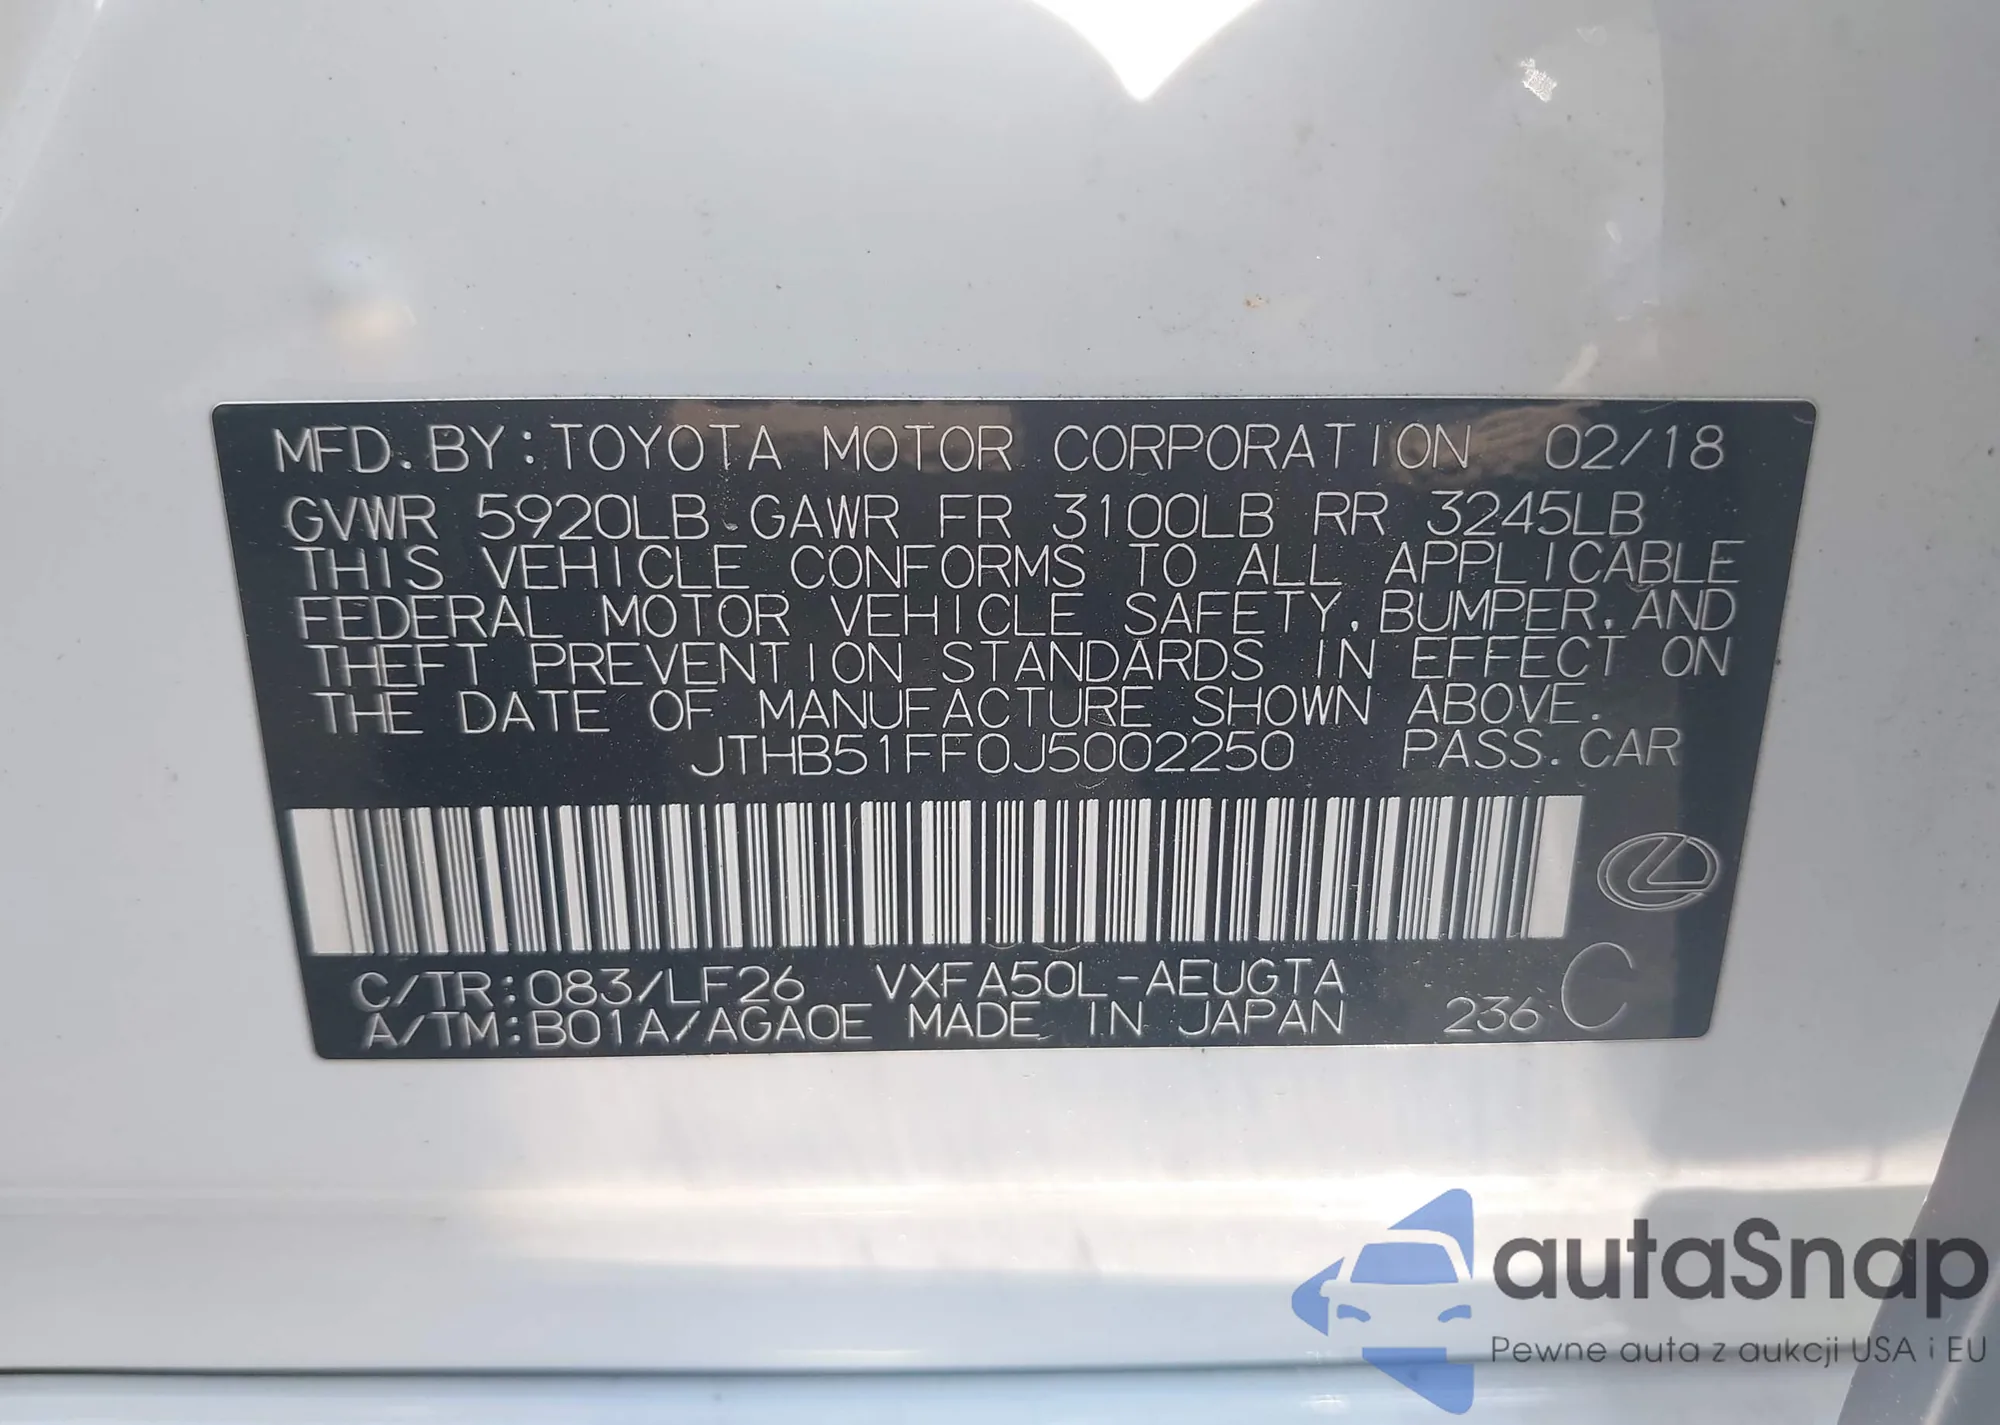 MFD. BY: TOYOTA MOTOR CORPORATION 02/18
GVWR 5920LB GAWR FR 3100LB RR 3245LB
THIS VEHICLE CONFORMS TO ALL APPLICABLE
FEDERAL MOTOR VEHICLE SAFETY, BUMPER, AND
THEFT PREVENTION STANDARDS IN EFFECT ON
THE DATE OF MANUFACTURE SHOWN ABOVE.
JTHB51FF0J5002250 PASS. CAR
C/TR: 083/LF26 VXFA50L-AEUGTA
A/TM: B01A/AGA0E MADE IN JAPAN 236 C
autaSnap
Pewne auta z aukcji USA i EU